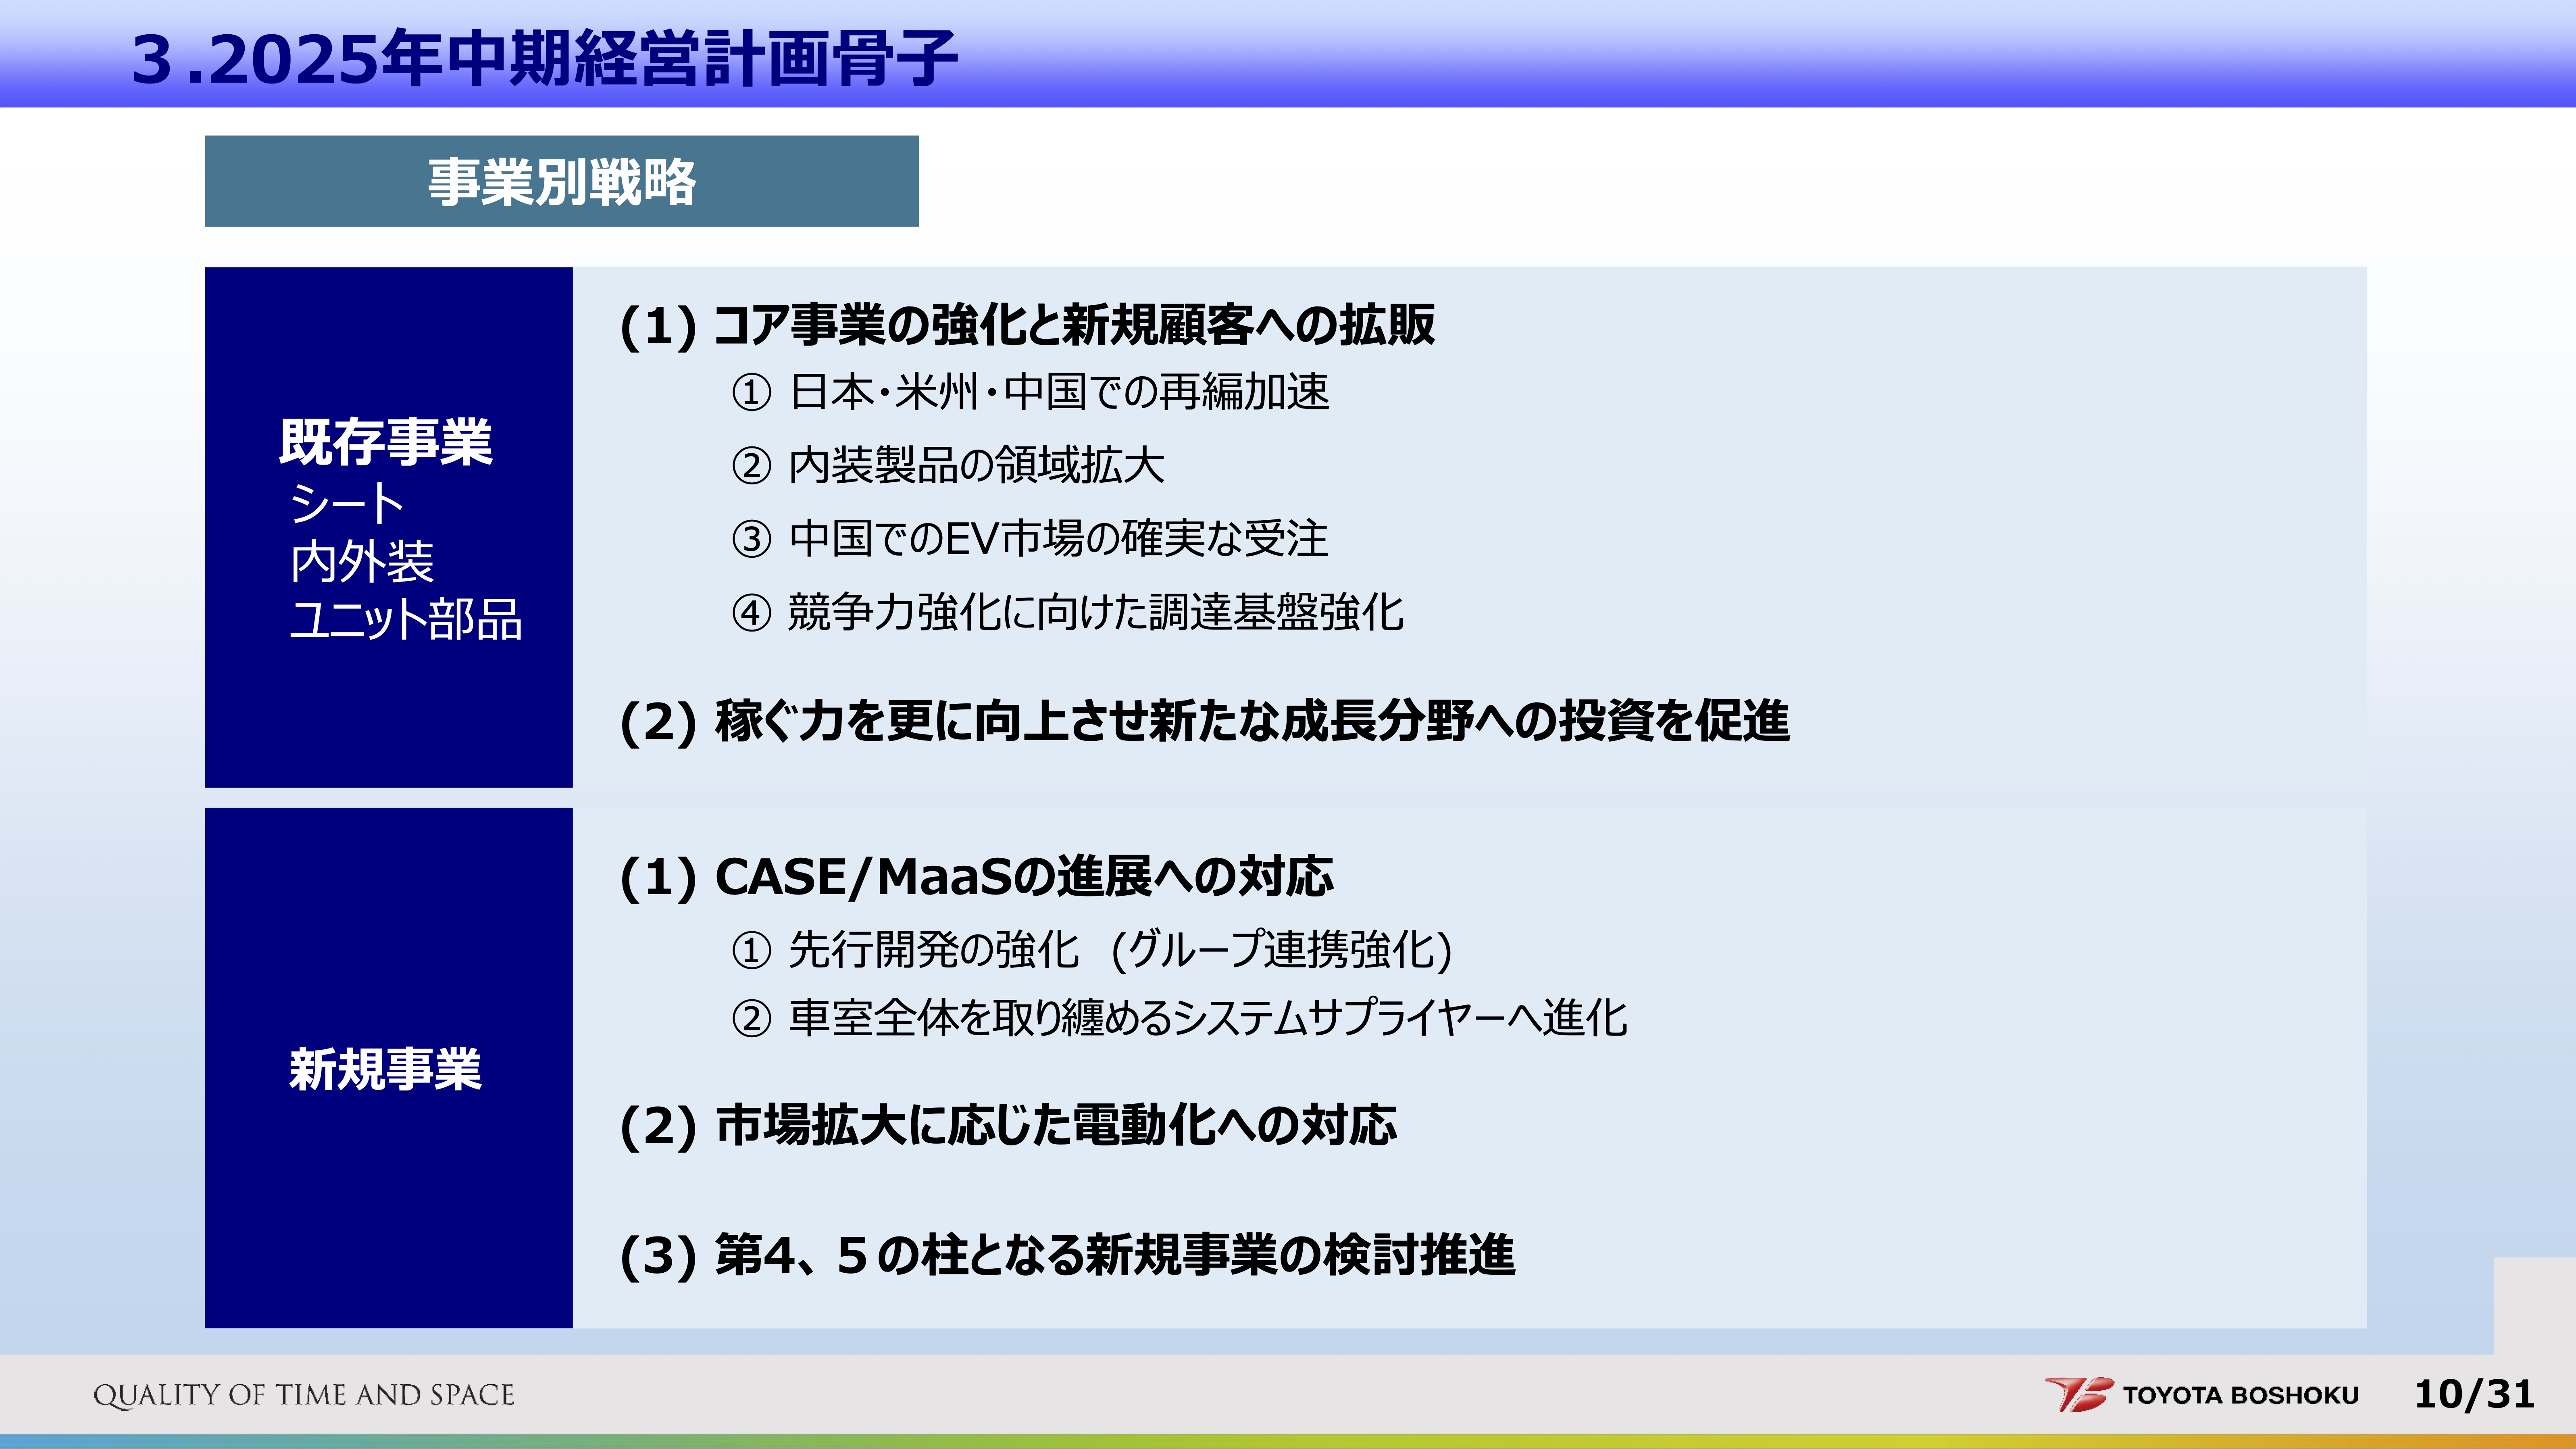 ３.2025年中期経営計画骨子
事業別戦略
既存事業
シート
内外装
ユニット部品
(1) コア事業の強化と新規顧客への拡販
① 日本・米州・中国での再編加速
② 内装製品の領域拡大
③ 中国でのEV市場の確実な受注
④ 競争力強化に向けた調達基盤強化
(2) 稼ぐ力を更に向上させ新たな成長分野への投資を促進
新規事業
(1) CASE/MaaSの進展への対応
① 先行開発の強化 (グループ連携強化)
② 車室全体を取り纏めるシステムサプライヤーへ進化
(2) 市場拡大に応じた電動化への対応
(3) 第4、５の柱となる新規事業の検討推進
QUALITY OF TIME AND SPACE
TOYOTA BOSHOKU
10/31